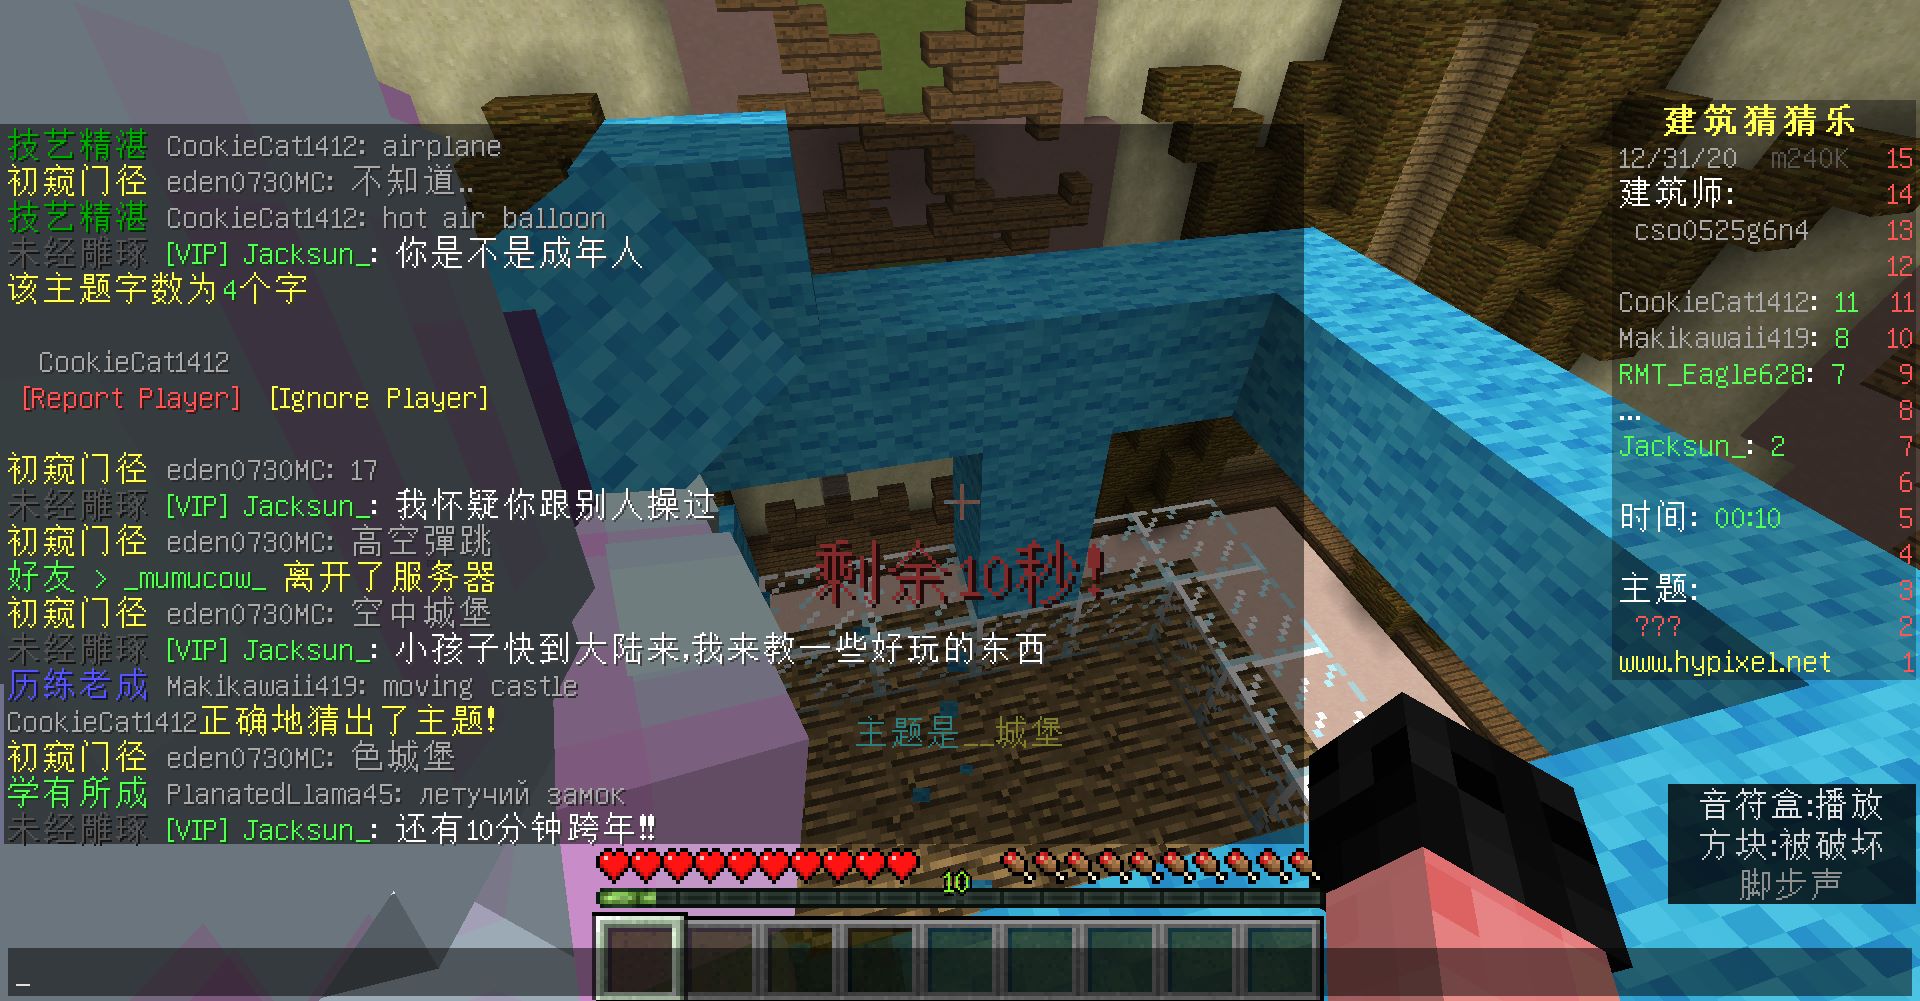 技艺精湛 CookieCat1412: airplane
初窥门径 eden0730MC: 不知道..
技艺精湛 CookieCat1412: hot air balloon
未经雕琢 [VIP] Jacksun_: 你是不是成年人
该主题字数为4个字
CookieCat1412
[Report Player] [Ignore Player]
初窥门径 eden0730MC: 17
未经雕琢 [VIP] Jacksun_: 我怀疑你跟别人操过
初窥门径 eden0730MC: 高空彈跳
好友 > _mumucow_ 离开了服务器
初窥门径 eden0730MC: 空中城堡
未经雕琢 [VIP] Jacksun_: 小孩子快到大陆来,我来教一些好玩的东西
历练老成 Makikawaii419: moving castle
CookieCat1412正确地猜出了主题!
初窥门径 eden0730MC: 色城堡
学有所成 PlanatedLlama45: летучий замок
未经雕琢 [VIP] Jacksun_: 还有10分钟跨年!!
剩余10秒!
主题是__城堡
10
建筑猜猜乐
12/31/20 m240K 15
建筑师: 14
cso0525g6n4 13
12
CookieCat1412: 11 11
Makikawaii419: 8 10
RMT_Eagle628: 7 9
... 8
Jacksun_: 2 7
6
时间: 00:10 5
4
主题: 3
??? 2
www.hypixel.net 1
音符盒:播放
方块:被破坏
脚步声
_